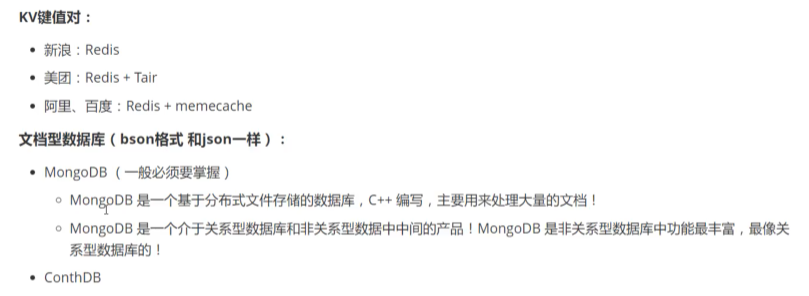 KV键值对：
新浪：Redis
美团：Redis + Tair
阿里、百度：Redis + memecache
文档型数据库（bson格式 和json一样）：
MongoDB（一般必须要掌握）
MongoDB 是一个基于分布式文件存储的数据库，C++ 编写，主要用来处理大量的文档！
MongoDB 是一个介于关系型数据库和非关系型数据中中间的产品！MongoDB 是非关系型数据库中功能最丰富，最像关
系型数据库的！
ConthDB